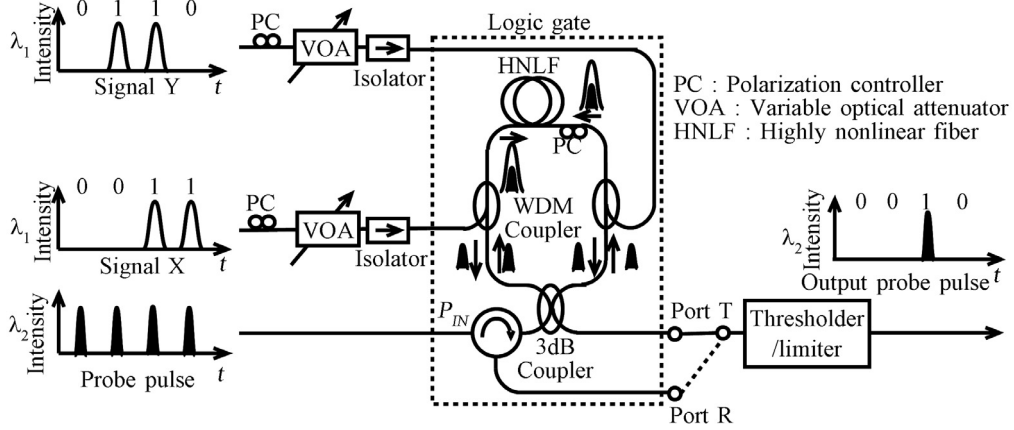 0 1 1 0
λ1
Intensity
Signal Y
t
PC
VOA
Isolator
Logic gate
HNLF
PC
PC : Polarization controller
VOA : Variable optical attenuator
HNLF : Highly nonlinear fiber
0 0 1 1
λ1
Intensity
Signal X
t
PC
VOA
Isolator
WDM
Coupler
0 0 1 0
λ2
Intensity
Output probe pulse
t
λ2
Intensity
Probe pulse
t
PIN
3dB
Coupler
Port T
Port R
Thresholder
/limiter